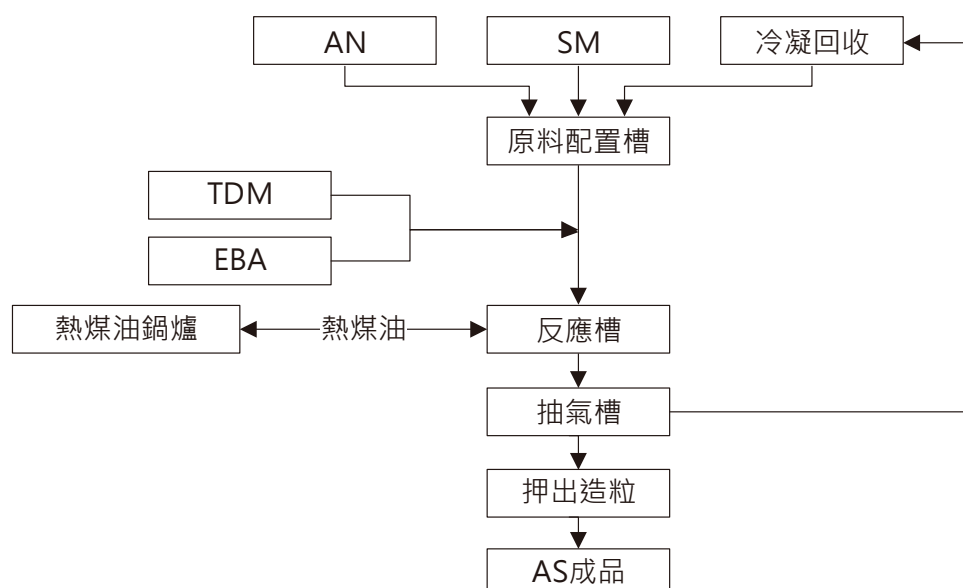 AN
SM
冷凝回收
原料配置槽
TDM
EBA
熱煤油鍋爐
熱煤油
反應槽
抽氣槽
押出造粒
AS成品